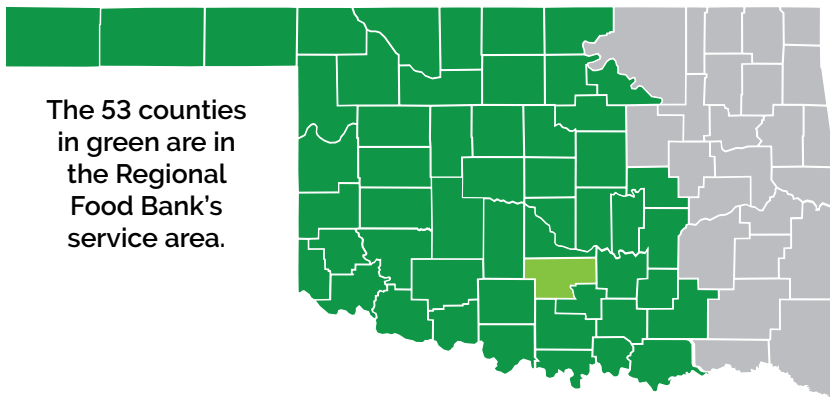 The 53 counties
in green are in
the Regional
Food Bank's
service area.